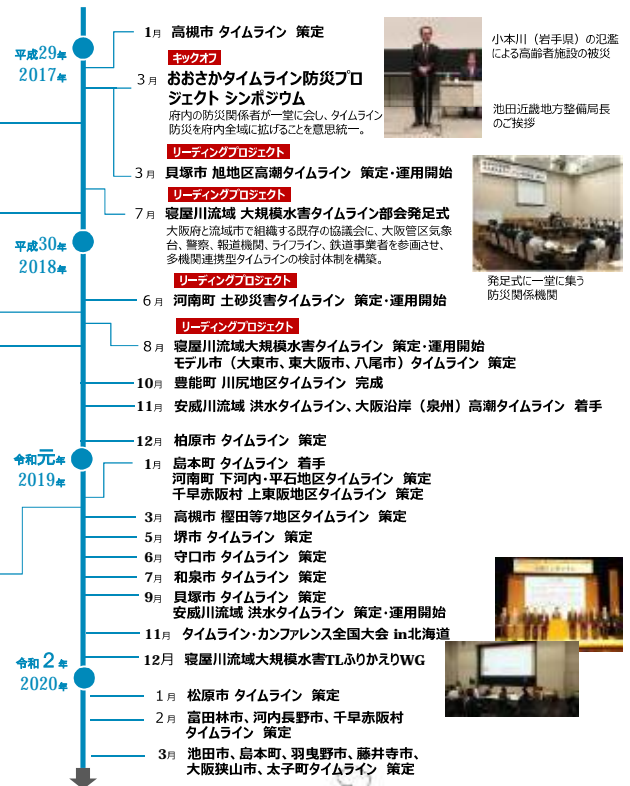 平成29年
2017年
1月 高槻市 タイムライン 策定
キックオフ
3月 おおさかタイムライン防災プロ
ジェクト シンポジウム
府内の防災関係者が一堂に会し、タイムライン
防災を府内全域に拡げることを意思統一。
小本川（岩手県）の氾濫
による高齢者施設の被災
池田近畿地方整備局長
のご挨拶
リーディングプロジェクト
3月 貝塚市 旭地区高潮タイムライン 策定・運用開始
リーディングプロジェクト
7月 寝屋川流域 大規模水害タイムライン部会発足式
大阪府と流域市で組織する既存の協議会に、大阪管区気象
台、警察、報道機関、ライフライン、鉄道事業者を参画させ、
多機関連携型タイムラインの検討体制を構築。
発足式に一堂に集う
防災関係機関
平成30年
2018年
リーディングプロジェクト
6月 河南町 土砂災害タイムライン 策定・運用開始
リーディングプロジェクト
8月 寝屋川流域大規模水害タイムライン 策定・運用開始
モデル市（大東市、東大阪市、八尾市）タイムライン 策定
10月 豊能町 川尻地区タイムライン 完成
11月 安威川流域 洪水タイムライン、大阪沿岸（泉州）高潮タイムライン 着手
12月 柏原市 タイムライン 策定
令和元年
2019年
1月 島本町 タイムライン 着手
河南町 下河内・平石地区タイムライン 策定
千早赤阪村 上東阪地区タイムライン 策定
3月 高槻市 樫田等7地区タイムライン 策定
5月 堺市 タイムライン 策定
6月 守口市 タイムライン 策定
7月 和泉市 タイムライン 策定
9月 貝塚市 タイムライン 策定
安威川流域 洪水タイムライン 策定・運用開始
11月 タイムライン・カンファレンス全国大会 in北海道
12月 寝屋川流域大規模水害TLふりかえりWG
令和2年
2020年
1月 松原市 タイムライン 策定
2月 富田林市、河内長野市、千早赤阪村
タイムライン 策定
3月 池田市、島本町、羽曳野市、藤井寺市、
大阪狭山市、太子町タイムライン 策定